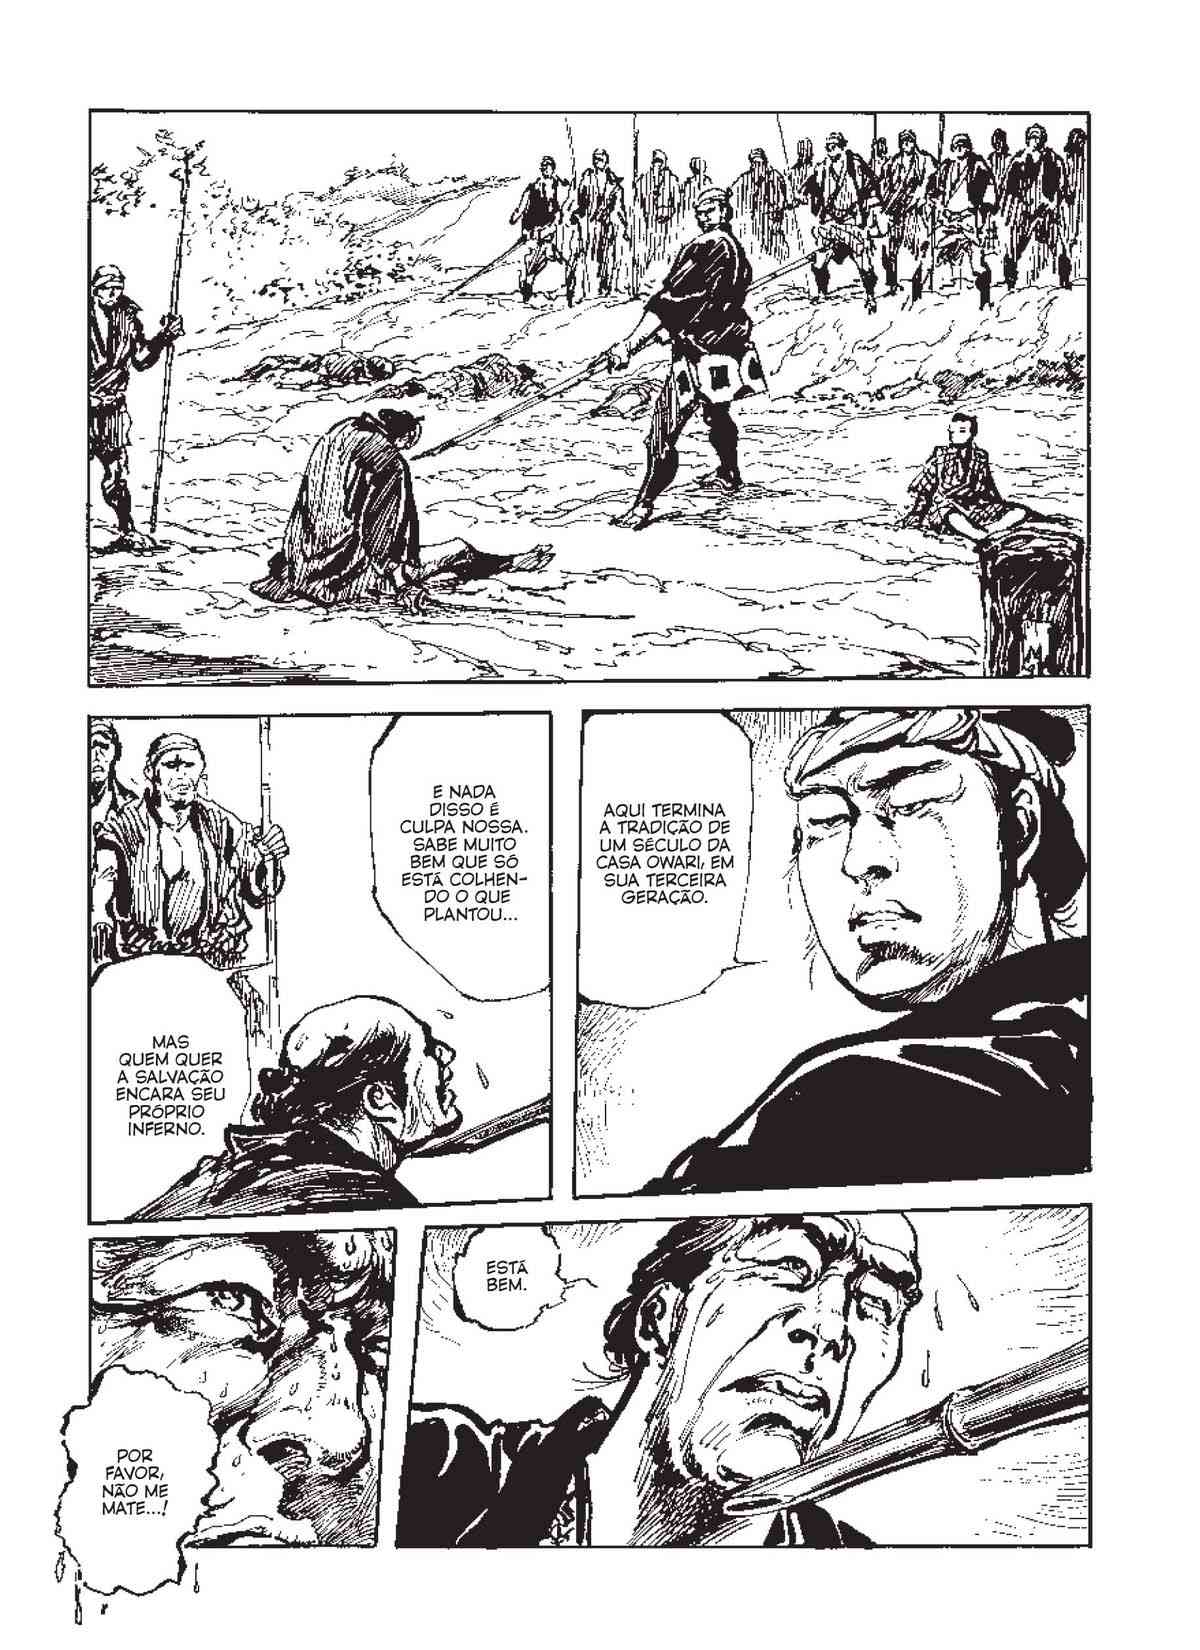 AQUI TERMINA
A TRADIÇÃO DE
UM SÉCULO DA
CASA OWARI, EM
SUA TERCEIRA
GERAÇÃO.
E NADA
DISSO É
CULPA NOSSA.
SABE MUITO
BEM QUE SÓ
ESTÁ COLHEN-
DO O QUE
PLANTOU...
MAS
QUEM QUER
A SALVAÇÃO
ENCARA SEU
PRÓPRIO
INFERNO.
ESTÁ
BEM.
POR
FAVOR,
NÃO ME
MATE...!